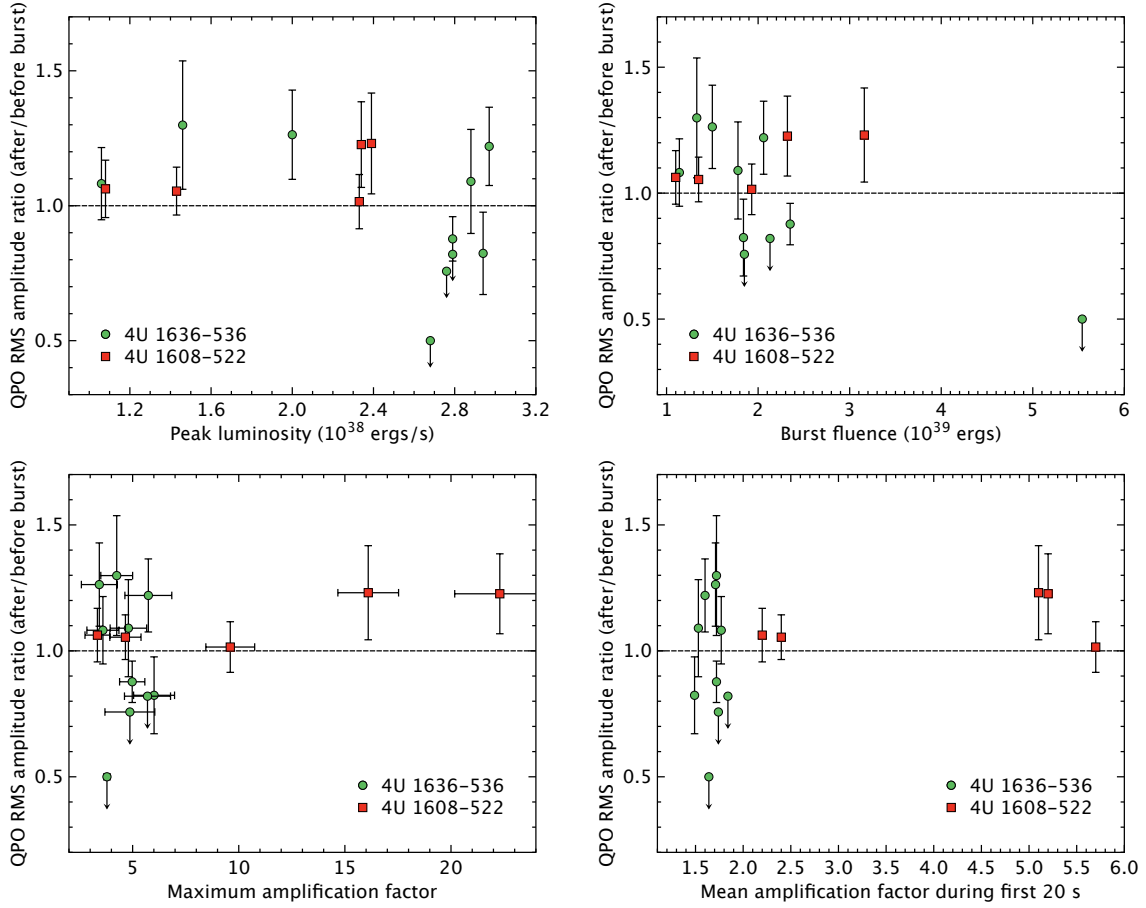 QPO RMS amplitude ratio (after/before burst)
1.5
1.0
0.5
4U 1636−536
4U 1608−522
1.2 1.6 2.0 2.4 2.8 3.2
Peak luminosity (10^38 ergs/s)
QPO RMS amplitude ratio (after/before burst)
1.5
1.0
0.5
4U 1636−536
4U 1608−522
1 2 3 4 5 6
Burst fluence (10^39 ergs)
QPO RMS amplitude ratio (after/before burst)
1.5
1.0
0.5
4U 1636−536
4U 1608−522
5 10 15 20
Maximum amplification factor
QPO RMS amplitude ratio (after/before burst)
1.5
1.0
0.5
4U 1636−536
4U 1608−522
1.5 2.0 2.5 3.0 3.5 4.0 4.5 5.0 5.5 6.0
Mean amplification factor during first 20 s